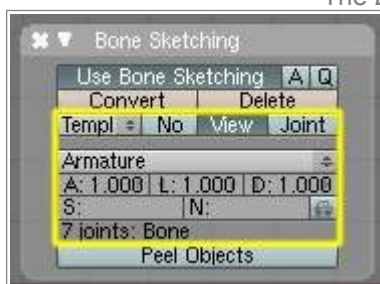 The
Bone Sketching
Use Bone Sketching A Q
Convert Delete
Templ No View Joint
Armature
A: 1.000 L: 1.000 D: 1.000
S: N:
7 joints: Bone
Peel Objects